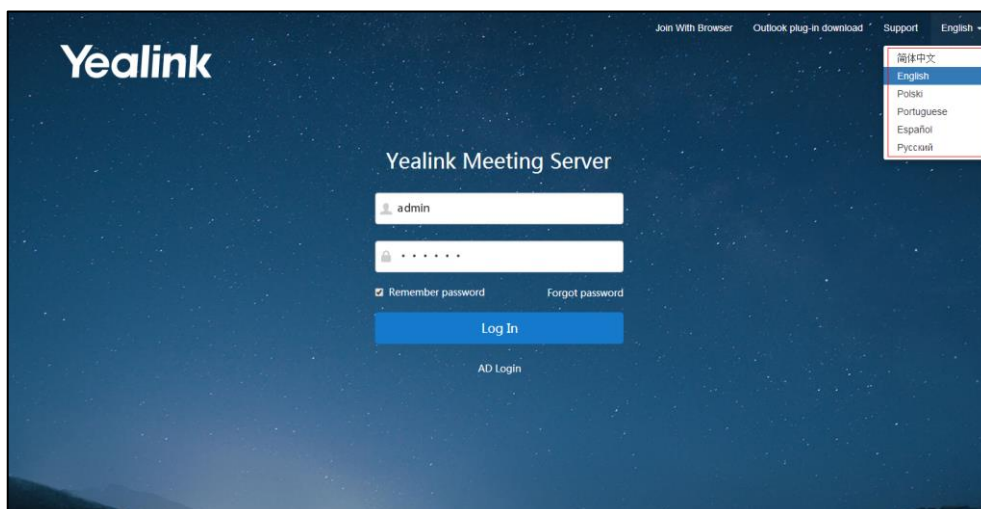 Join With Browser Outlook plug-in download Support English
Yealink
简体中文
English
Polski
Portuguese
Español
Русский
Yealink Meeting Server
admin
Remember password Forgot password
Log In
AD Login